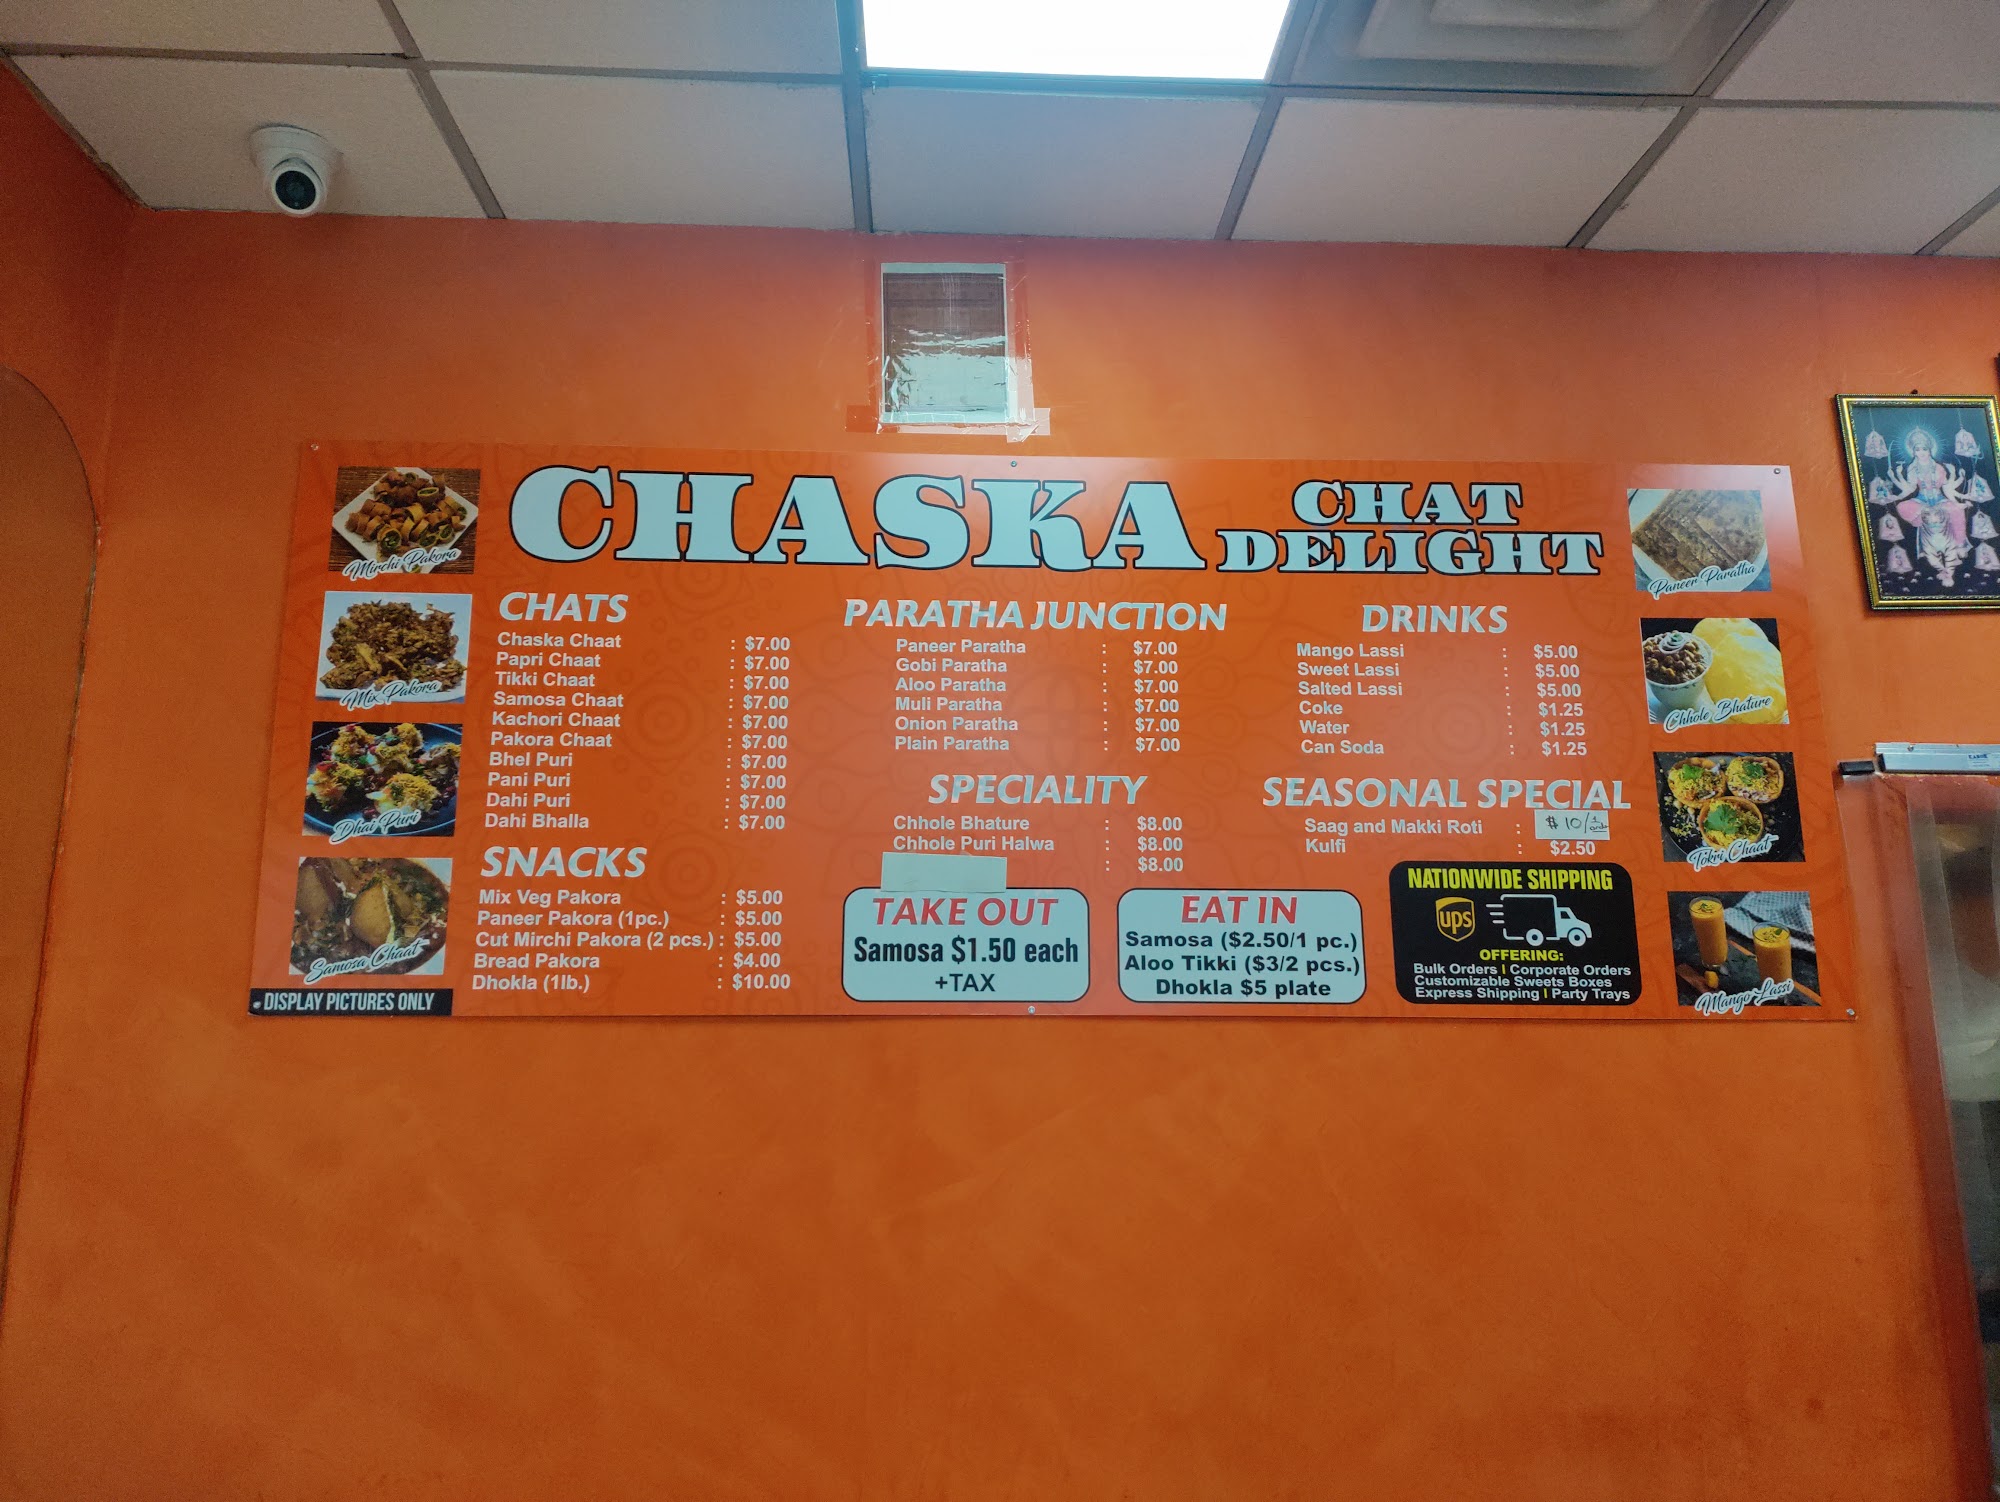 CHASKA CHAT
DELIGHT
Mirchi Pakora
Mix Pakora
Dhai Puri
Samosa Chaat
DISPLAY PICTURES ONLY
CHATS
Chaska Chaat : $7.00
Papri Chaat : $7.00
Tikki Chaat : $7.00
Samosa Chaat : $7.00
Kachori Chaat : $7.00
Pakora Chaat : $7.00
Bhel Puri : $7.00
Pani Puri : $7.00
Dahi Puri : $7.00
Dahi Bhalla : $7.00
SNACKS
Mix Veg Pakora : $5.00
Paneer Pakora (1pc.) : $5.00
Cut Mirchi Pakora (2 pcs.) : $5.00
Bread Pakora : $4.00
Dhokla (1lb.) : $10.00
PARATHA JUNCTION
Paneer Paratha : $7.00
Gobi Paratha : $7.00
Aloo Paratha : $7.00
Muli Paratha : $7.00
Onion Paratha : $7.00
Plain Paratha : $7.00
SPECIALITY
Chhole Bhature : $8.00
Chhole Puri Halwa : $8.00
: $8.00
TAKE OUT
Samosa $1.50 each
+TAX
EAT IN
Samosa ($2.50/1 pc.)
Aloo Tikki ($3/2 pcs.)
Dhokla $5 plate
DRINKS
Mango Lassi : $5.00
Sweet Lassi : $5.00
Salted Lassi : $5.00
Coke : $1.25
Water : $1.25
Can Soda : $1.25
SEASONAL SPECIAL
Saag and Makki Roti : $10/
Kulfi : $2.50
NATIONWIDE SHIPPING
ups
OFFERING:
Bulk Orders | Corporate Orders
Customizable Sweets Boxes
Express Shipping | Party Trays
Paneer Paratha
Chhole Bhature
Tokri Chaat
Mango Lassi